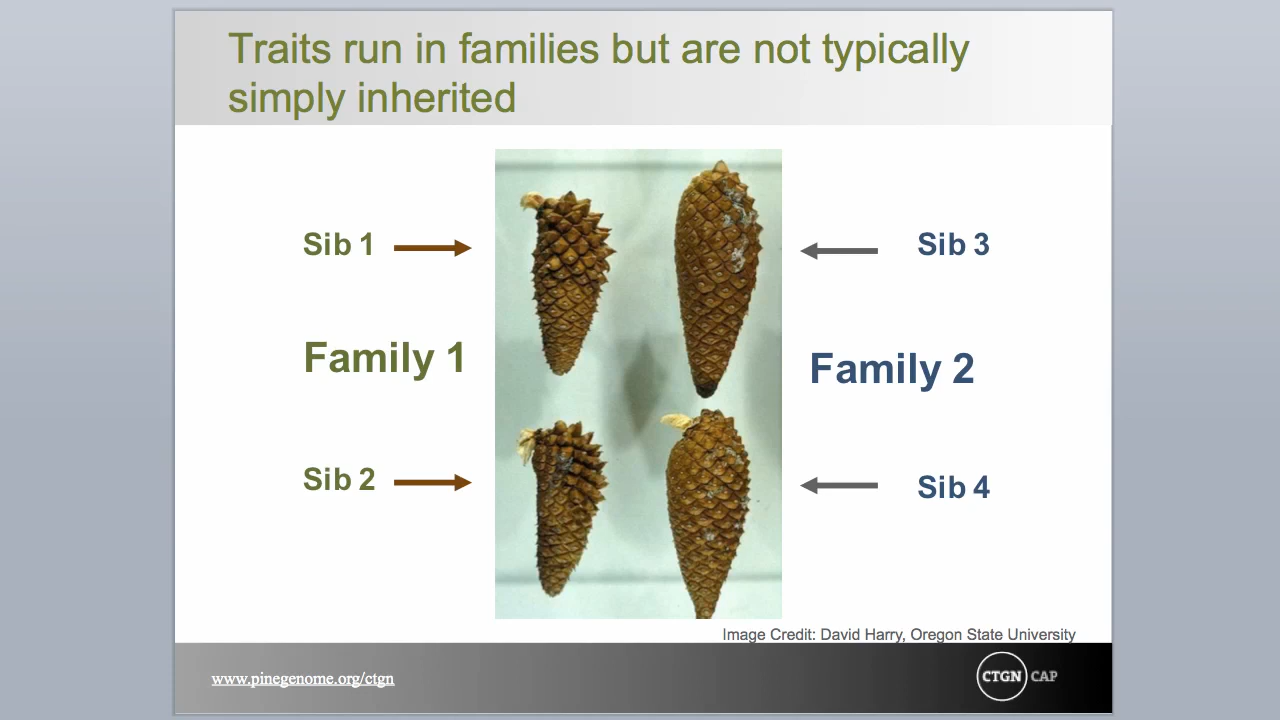 Traits run in families but are not typically
simply inherited
Sib 1
Sib 3
Family 1
Family 2
Sib 2
Sib 4
Image Credit: David Harry, Oregon State University
www.pinegenome.org/ctgn
CTGN CAP